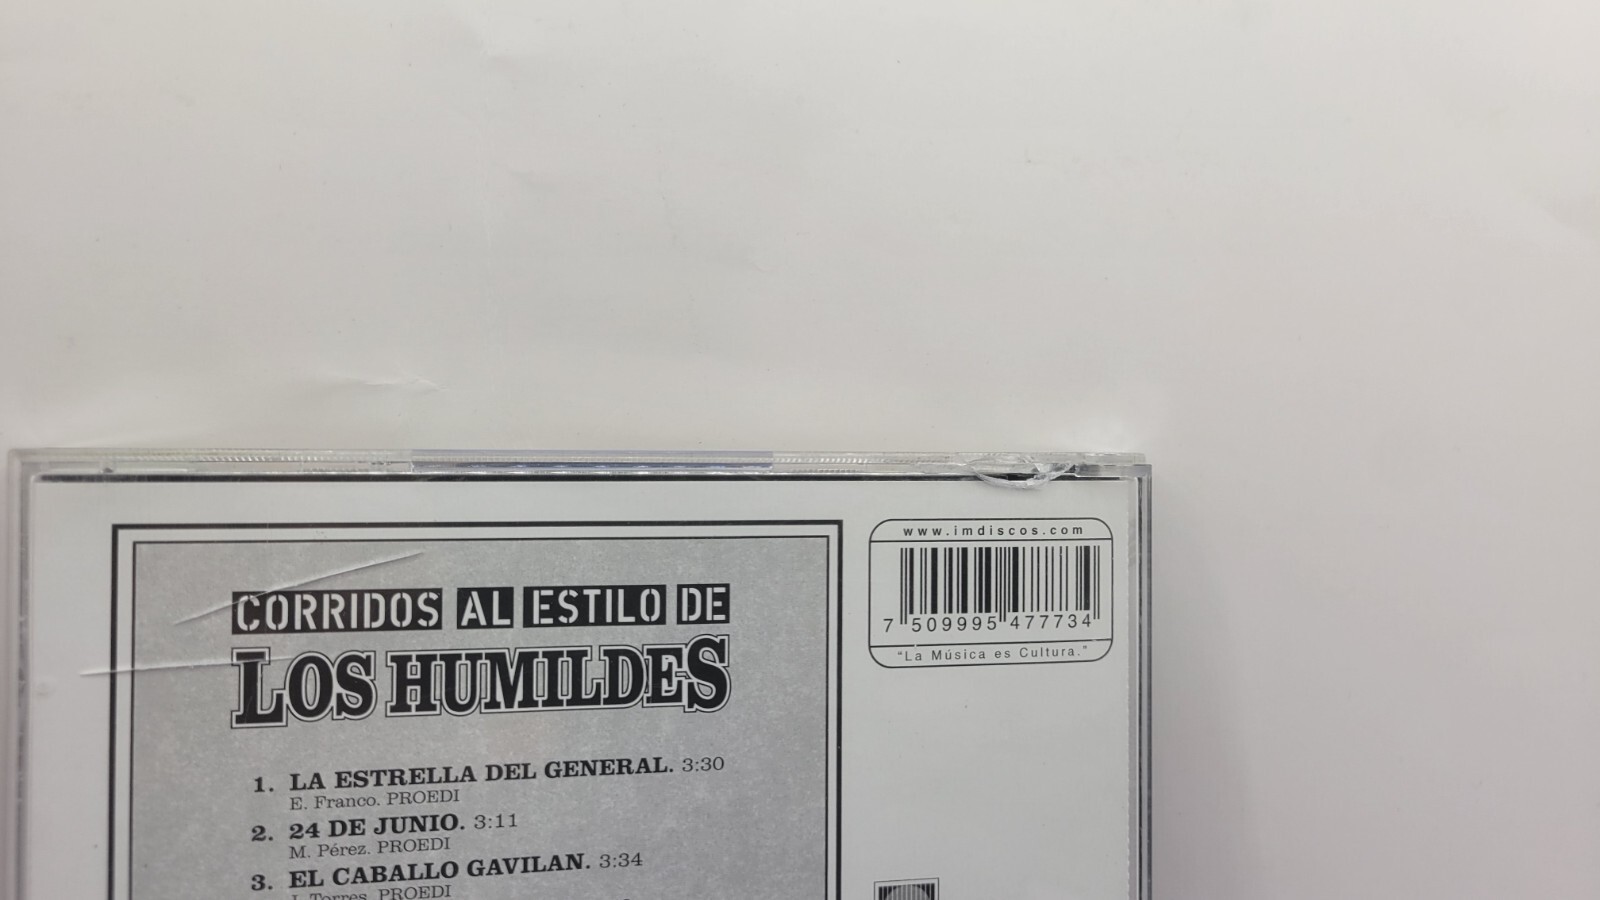 www.imdiscos.com
7 509995 477734
"La Música es Cultura."
CORRIDOS AL ESTILO DE
LOS HUMILDES
1. LA ESTRELLA DEL GENERAL. 3:30
E. Franco. PROEDI
2. 24 DE JUNIO. 3:11
M. Pérez. PROEDI
3. EL CABALLO GAVILAN. 3:34
Torres. PROEDI